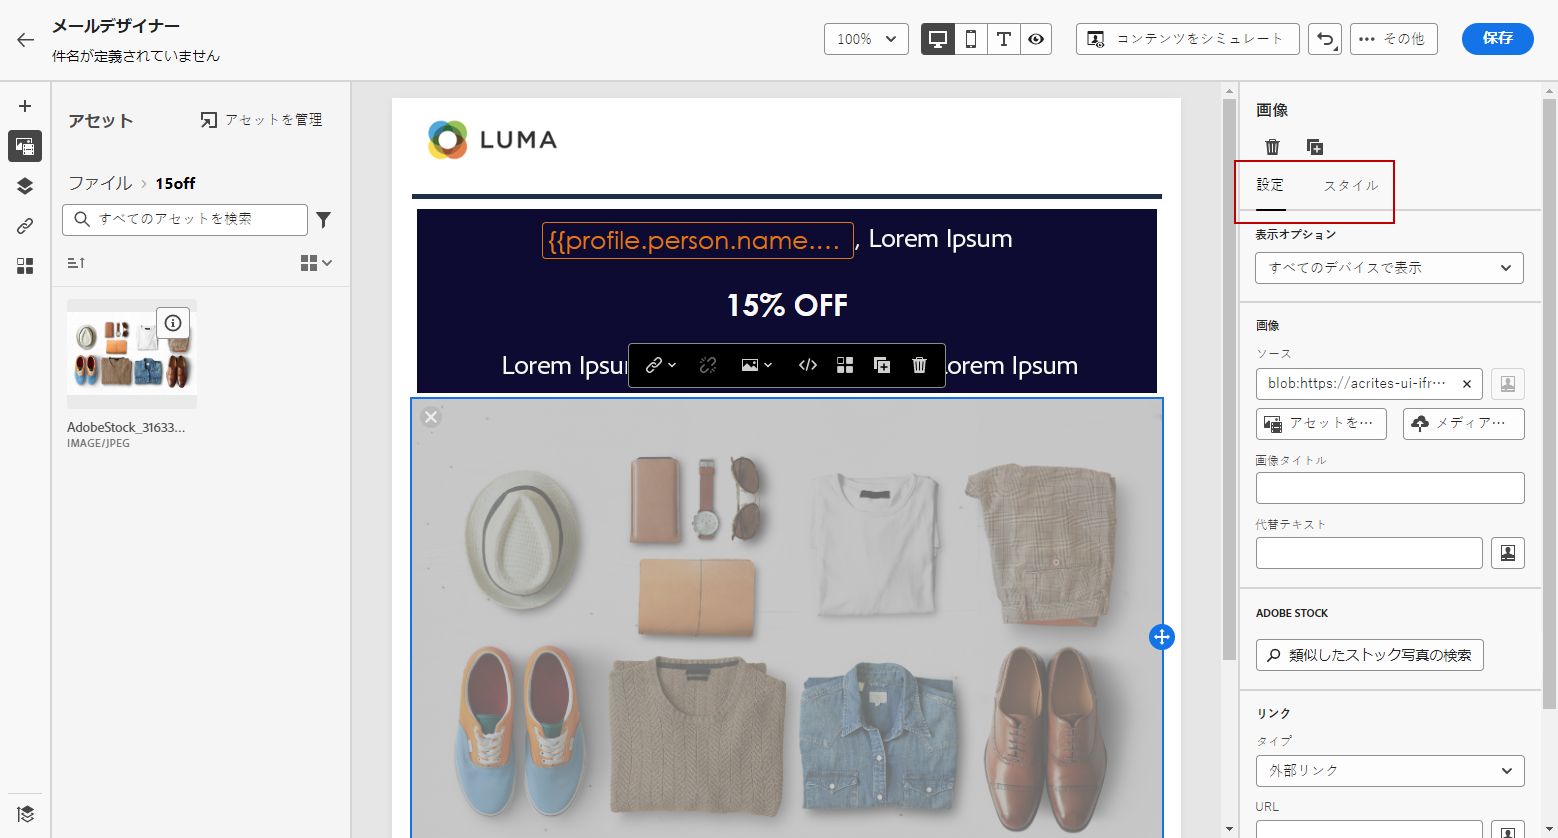 メールデザイナー
件名が定義されていません
100%
コンテンツをシミュレート
その他
保存
アセット
アセットを管理
ファイル › 15off
すべてのアセットを検索
AdobeStock_31633...
IMAGE/JPEG
LUMA
{{profile.person.name.... , Lorem Ipsum
15% OFF
Lorem Ipsu
orem Ipsum
画像
設定
スタイル
表示オプション
すべてのデバイスで表示
画像
ソース
blob:https://acrites-ui-ifr…
アセットを…
メディア…
画像タイトル
代替テキスト
ADOBE STOCK
類似したストック写真の検索
リンク
タイプ
外部リンク
URL